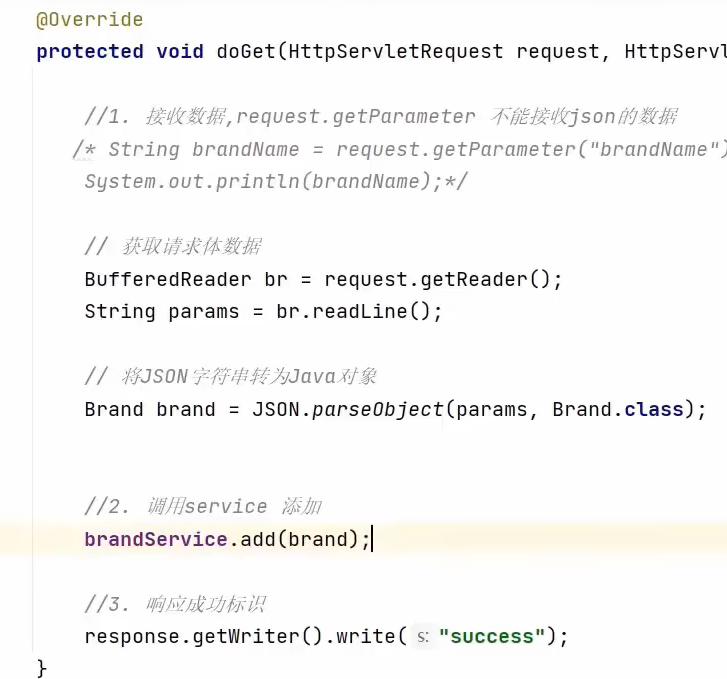 @Override
protected void doGet(HttpServletRequest request, HttpServl
//1. 接收数据,request.getParameter 不能接收json的数据
/* String brandName = request.getParameter("brandName")
System.out.println(brandName);*/
// 获取请求体数据
BufferedReader br = request.getReader();
String params = br.readLine();
// 将JSON字符串转为Java对象
Brand brand = JSON.parseObject(params, Brand.class);
//2. 调用service 添加
brandService.add(brand);
//3. 响应成功标识
response.getWriter().write( s: "success");
}